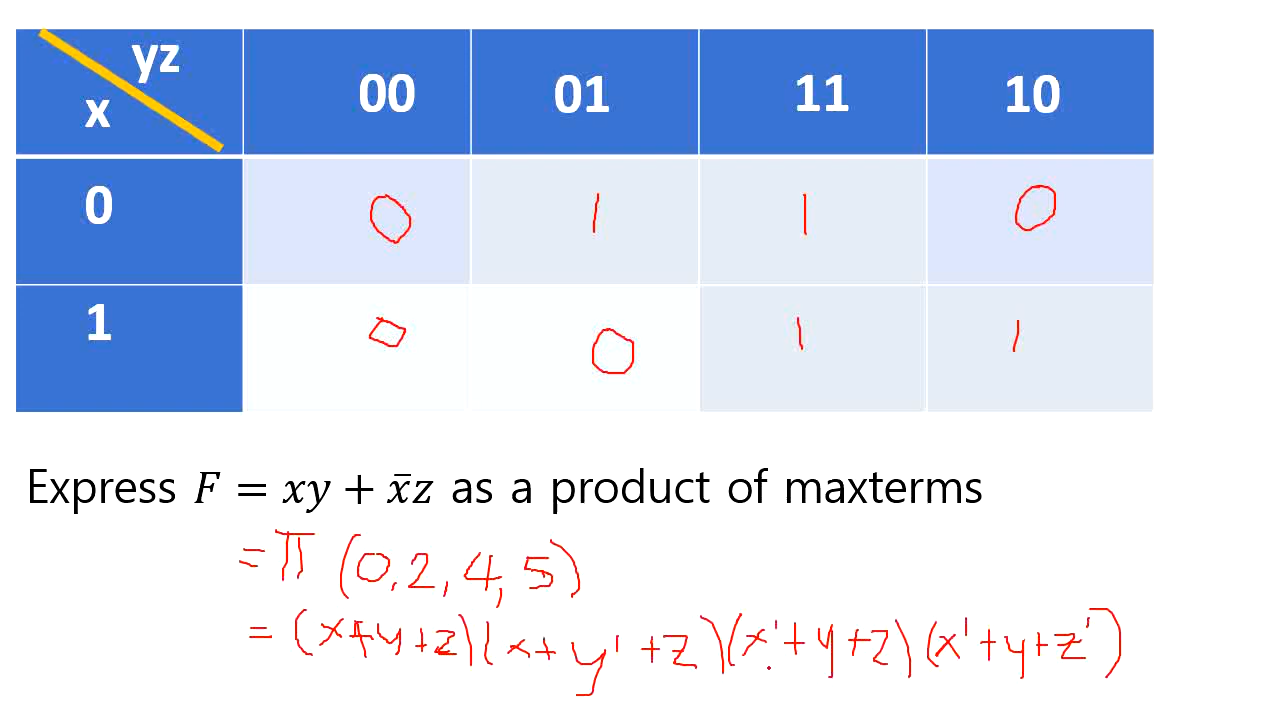 yz
x 00 01 11 10
0 0 1 1 0
1 0 0 1 1
Express F = xy + x̄z as a product of maxterms
= π (0,2,4,5)
= (x+y+z)(x+y'+z)(x'+y+z)(x'+y+z')